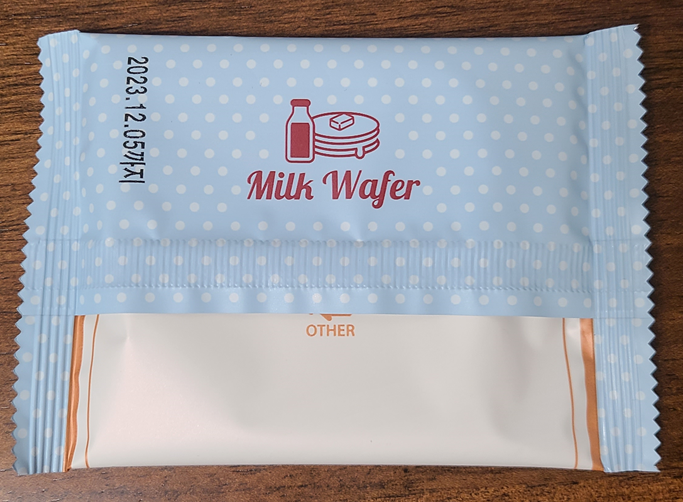 2023.12.05까지
Milk Wafer
OTHER